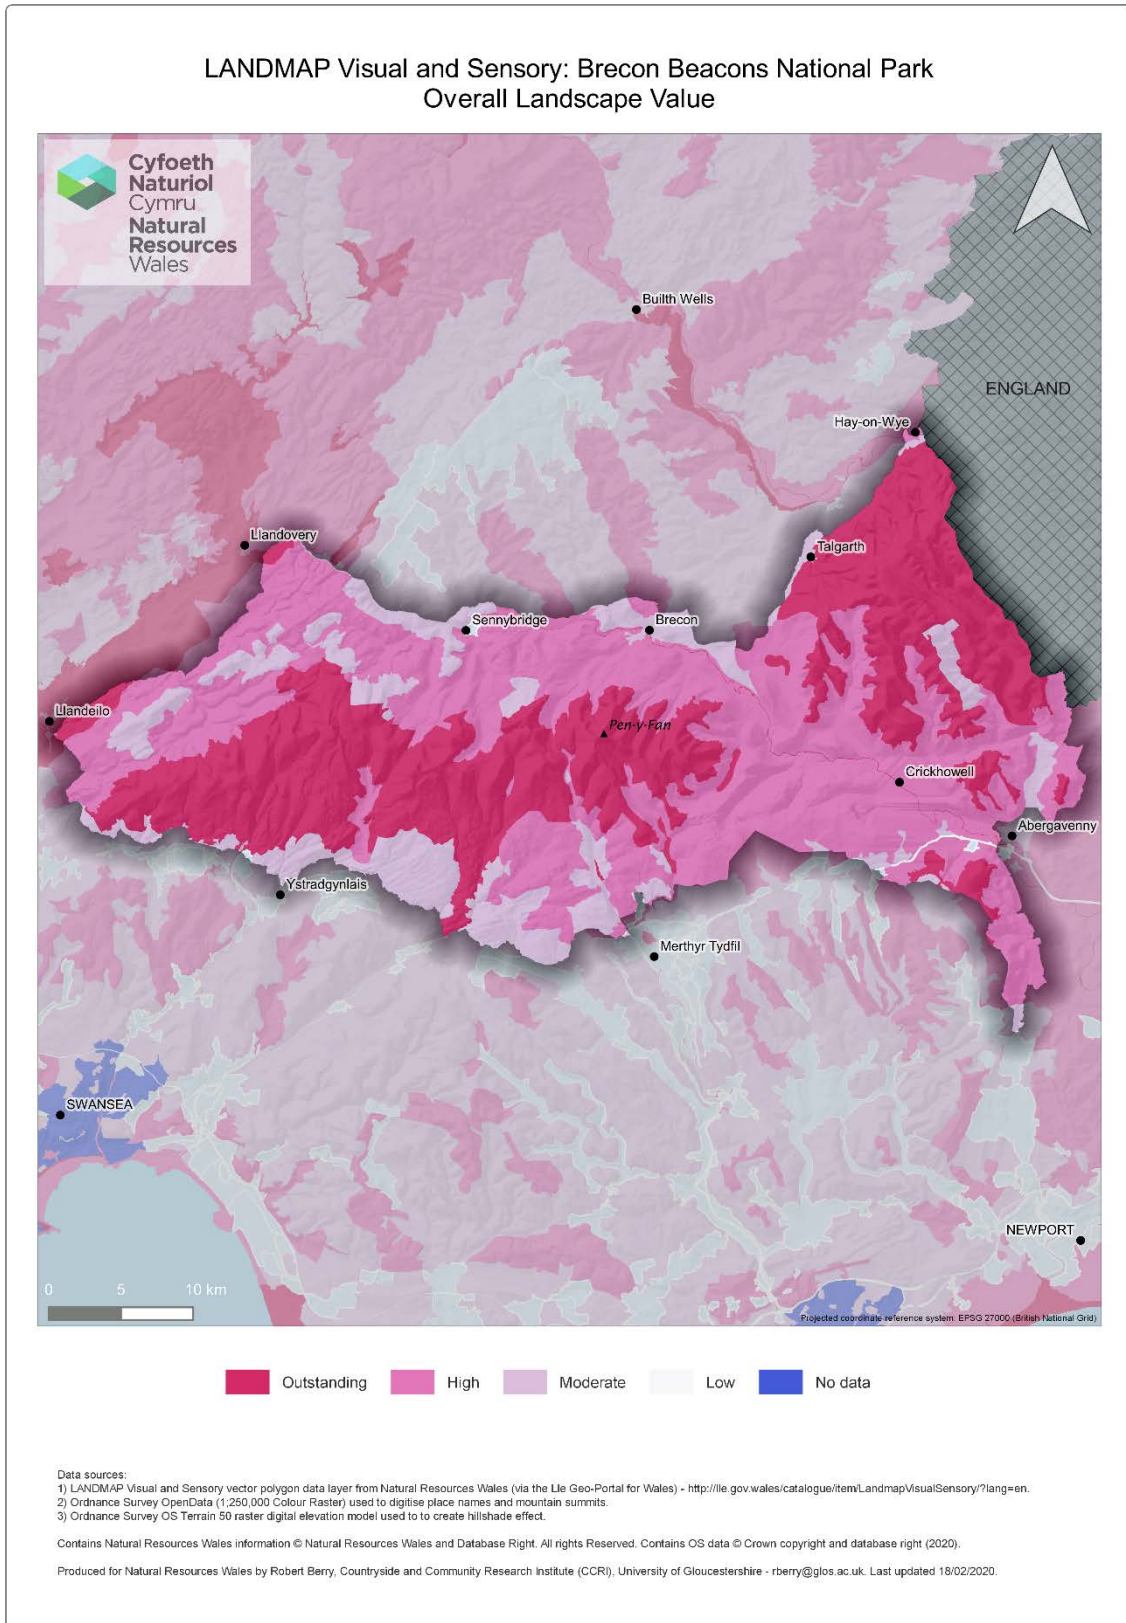 LANDMAP Visual and Sensory: Brecon Beacons National Park
Overall Landscape Value
Cyfoeth
Naturiol
Cymru
Natural
Resources
Wales
Builth Wells
ENGLAND
Hay-on-Wye
Llandovery
Talgarth
Sennybridge
Brecon
Llandeilo
Pen-y-Fan
Crickhowell
Abergavenny
Ystradgynlais
Merthyr Tydfil
SWANSEA
NEWPORT
0 5 10 km
Projected coordinate reference system: EPSG 27000 (British National Grid)
Outstanding High Moderate Low No data
Data sources:
1) LANDMAP Visual and Sensory vector polygon data layer from Natural Resources Wales (via the Lle Geo-Portal for Wales) - http://lle.gov.wales/catalogue/item/LandmapVisualSensory/?lang=en.
2) Ordnance Survey OpenData (1;250,000 Colour Raster) used to digitise place names and mountain summits.
3) Ordnance Survey OS Terrain 50 raster digital elevation model used to to create hillshade effect.
Contains Natural Resources Wales information © Natural Resources Wales and Database Right. All rights Reserved. Contains OS data © Crown copyright and database right (2020).
Produced for Natural Resources Wales by Robert Berry, Countryside and Community Research Institute (CCRI), University of Gloucestershire - rberry@glos.ac.uk. Last updated 18/02/2020.